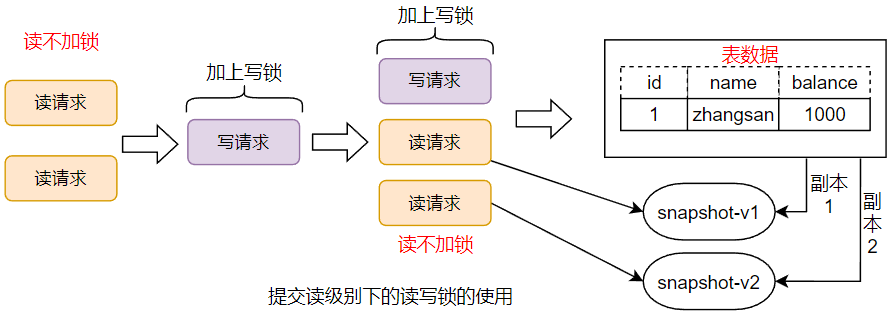 读不加锁
读请求
读请求
加上写锁
写请求
加上写锁
写请求
读请求
读请求
读不加锁
表数据
id name balance
1 zhangsan 1000
副本1
副本2
snapshot-v1
snapshot-v2
提交读级别下的读写锁的使用